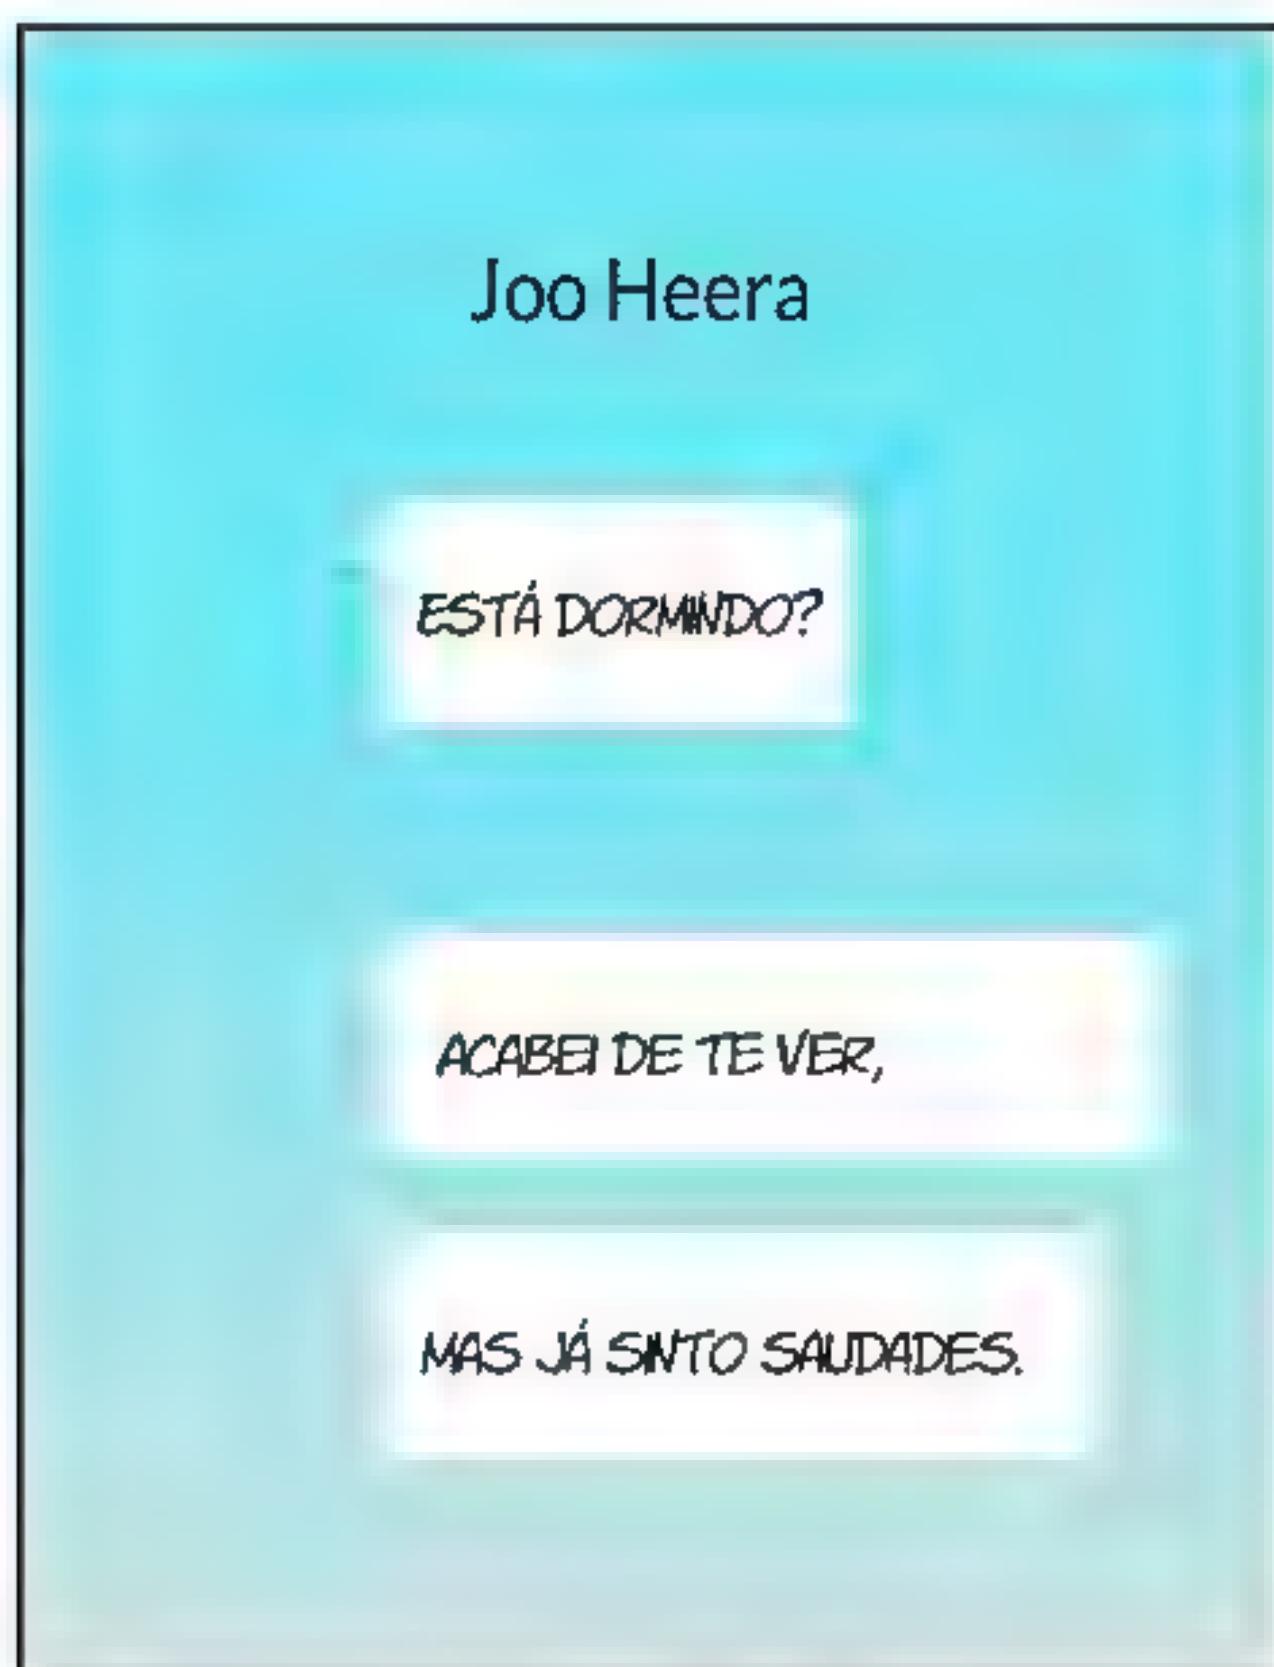 Joo Heera
ESTÁ DORMINDO?
ACABEI DE TE VER,
MAS JÁ SINTO SAUDADES.